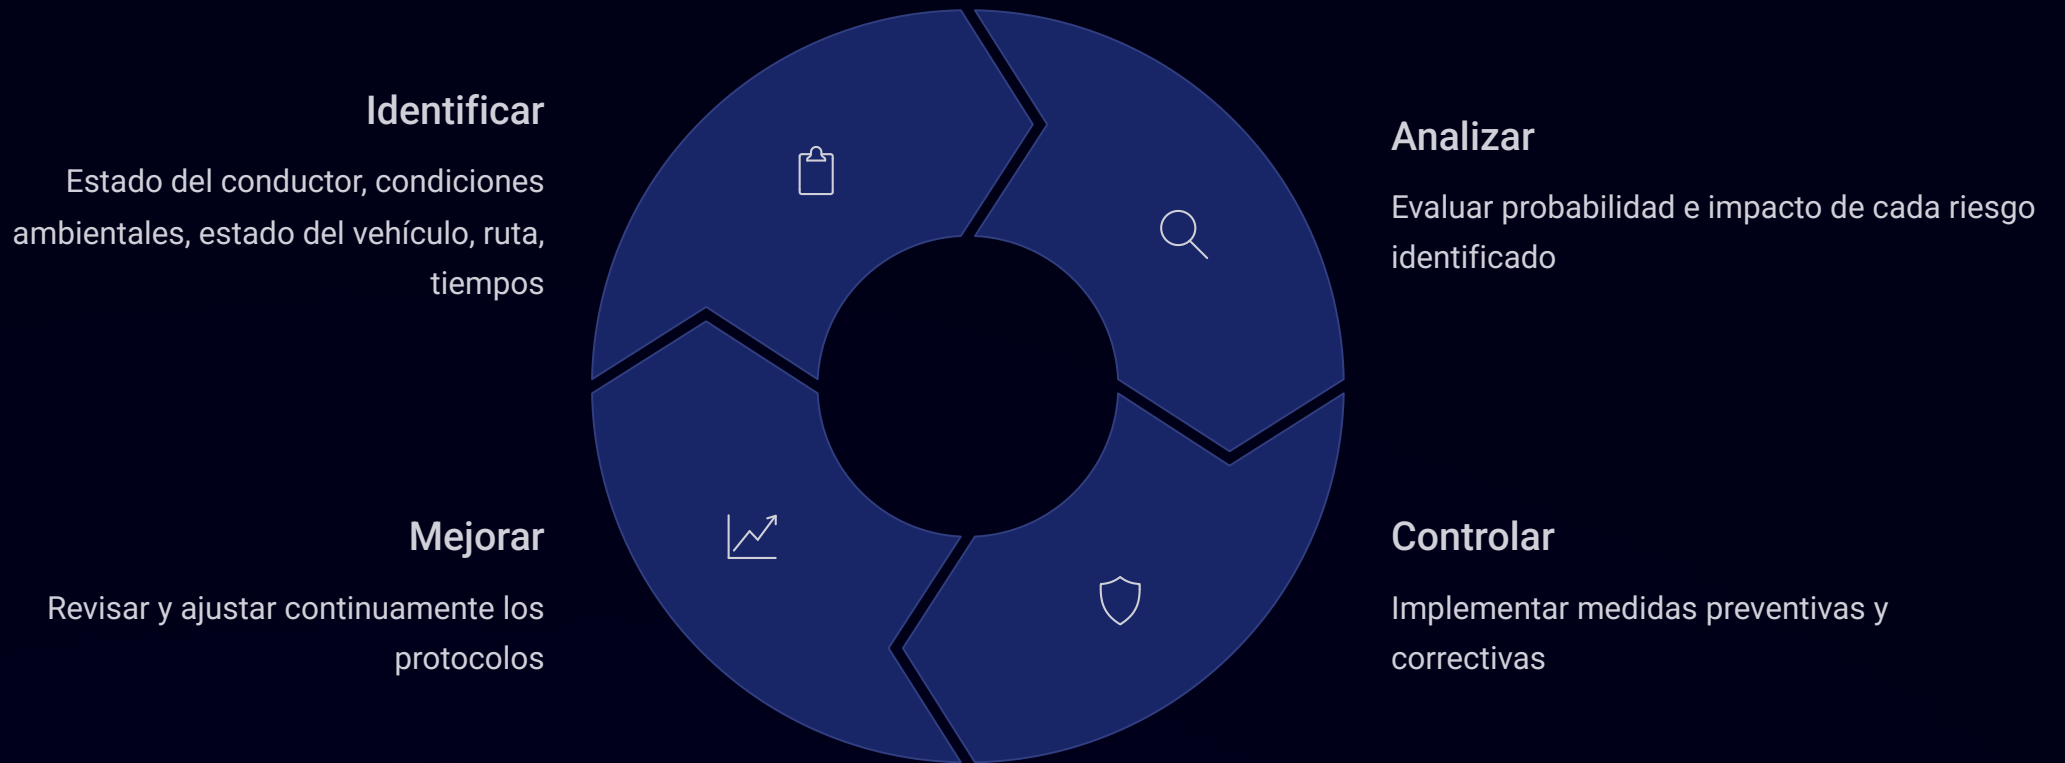 Identificar
Estado del conductor, condiciones
ambientales, estado del vehículo, ruta,
tiempos
Analizar
Evaluar probabilidad e impacto de cada riesgo
identificado
Mejorar
Revisar y ajustar continuamente los
protocolos
Controlar
Implementar medidas preventivas y
correctivas